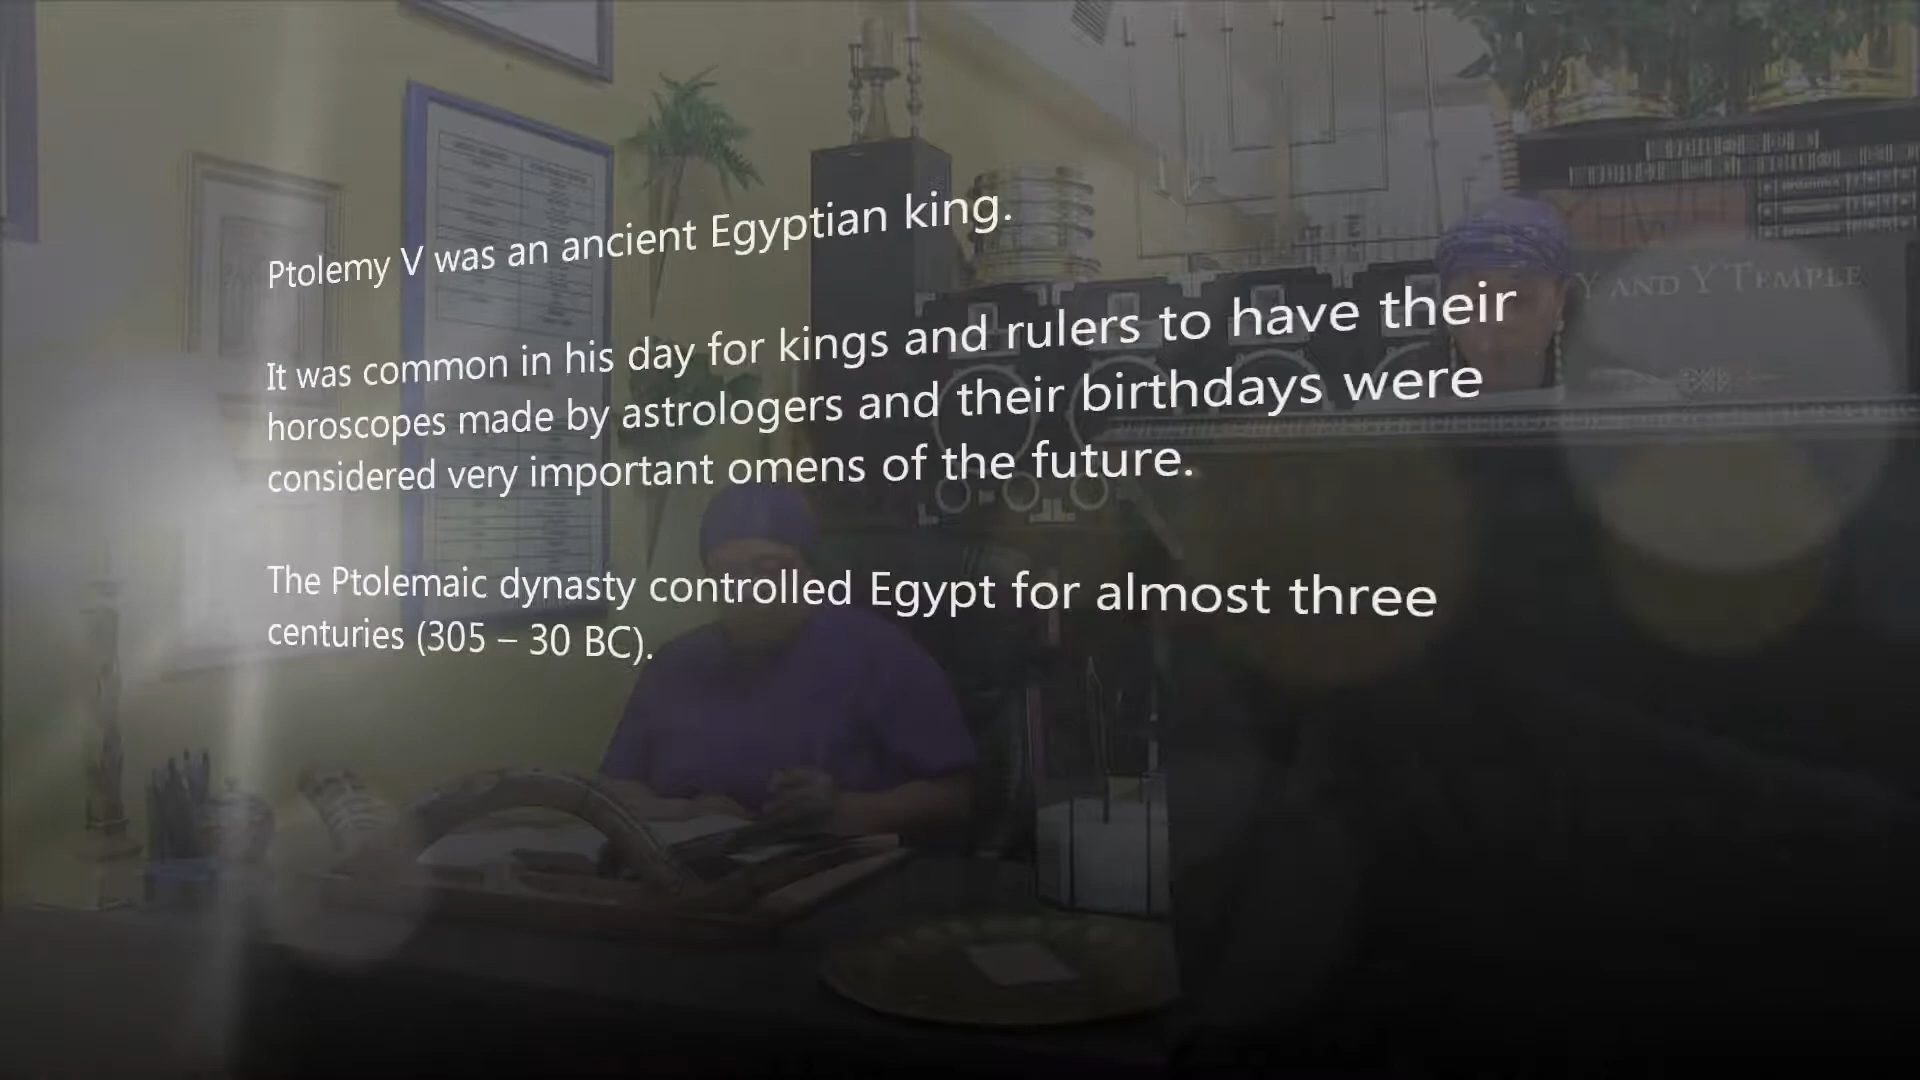 Ptolemy V was an ancient Egyptian king.
It was common in his day for kings and rulers to have their
horoscopes made by astrologers and their birthdays were
considered very important omens of the future.
The Ptolemaic dynasty controlled Egypt for almost three
centuries (305 – 30 BC).
Y AND Y TEMPLE